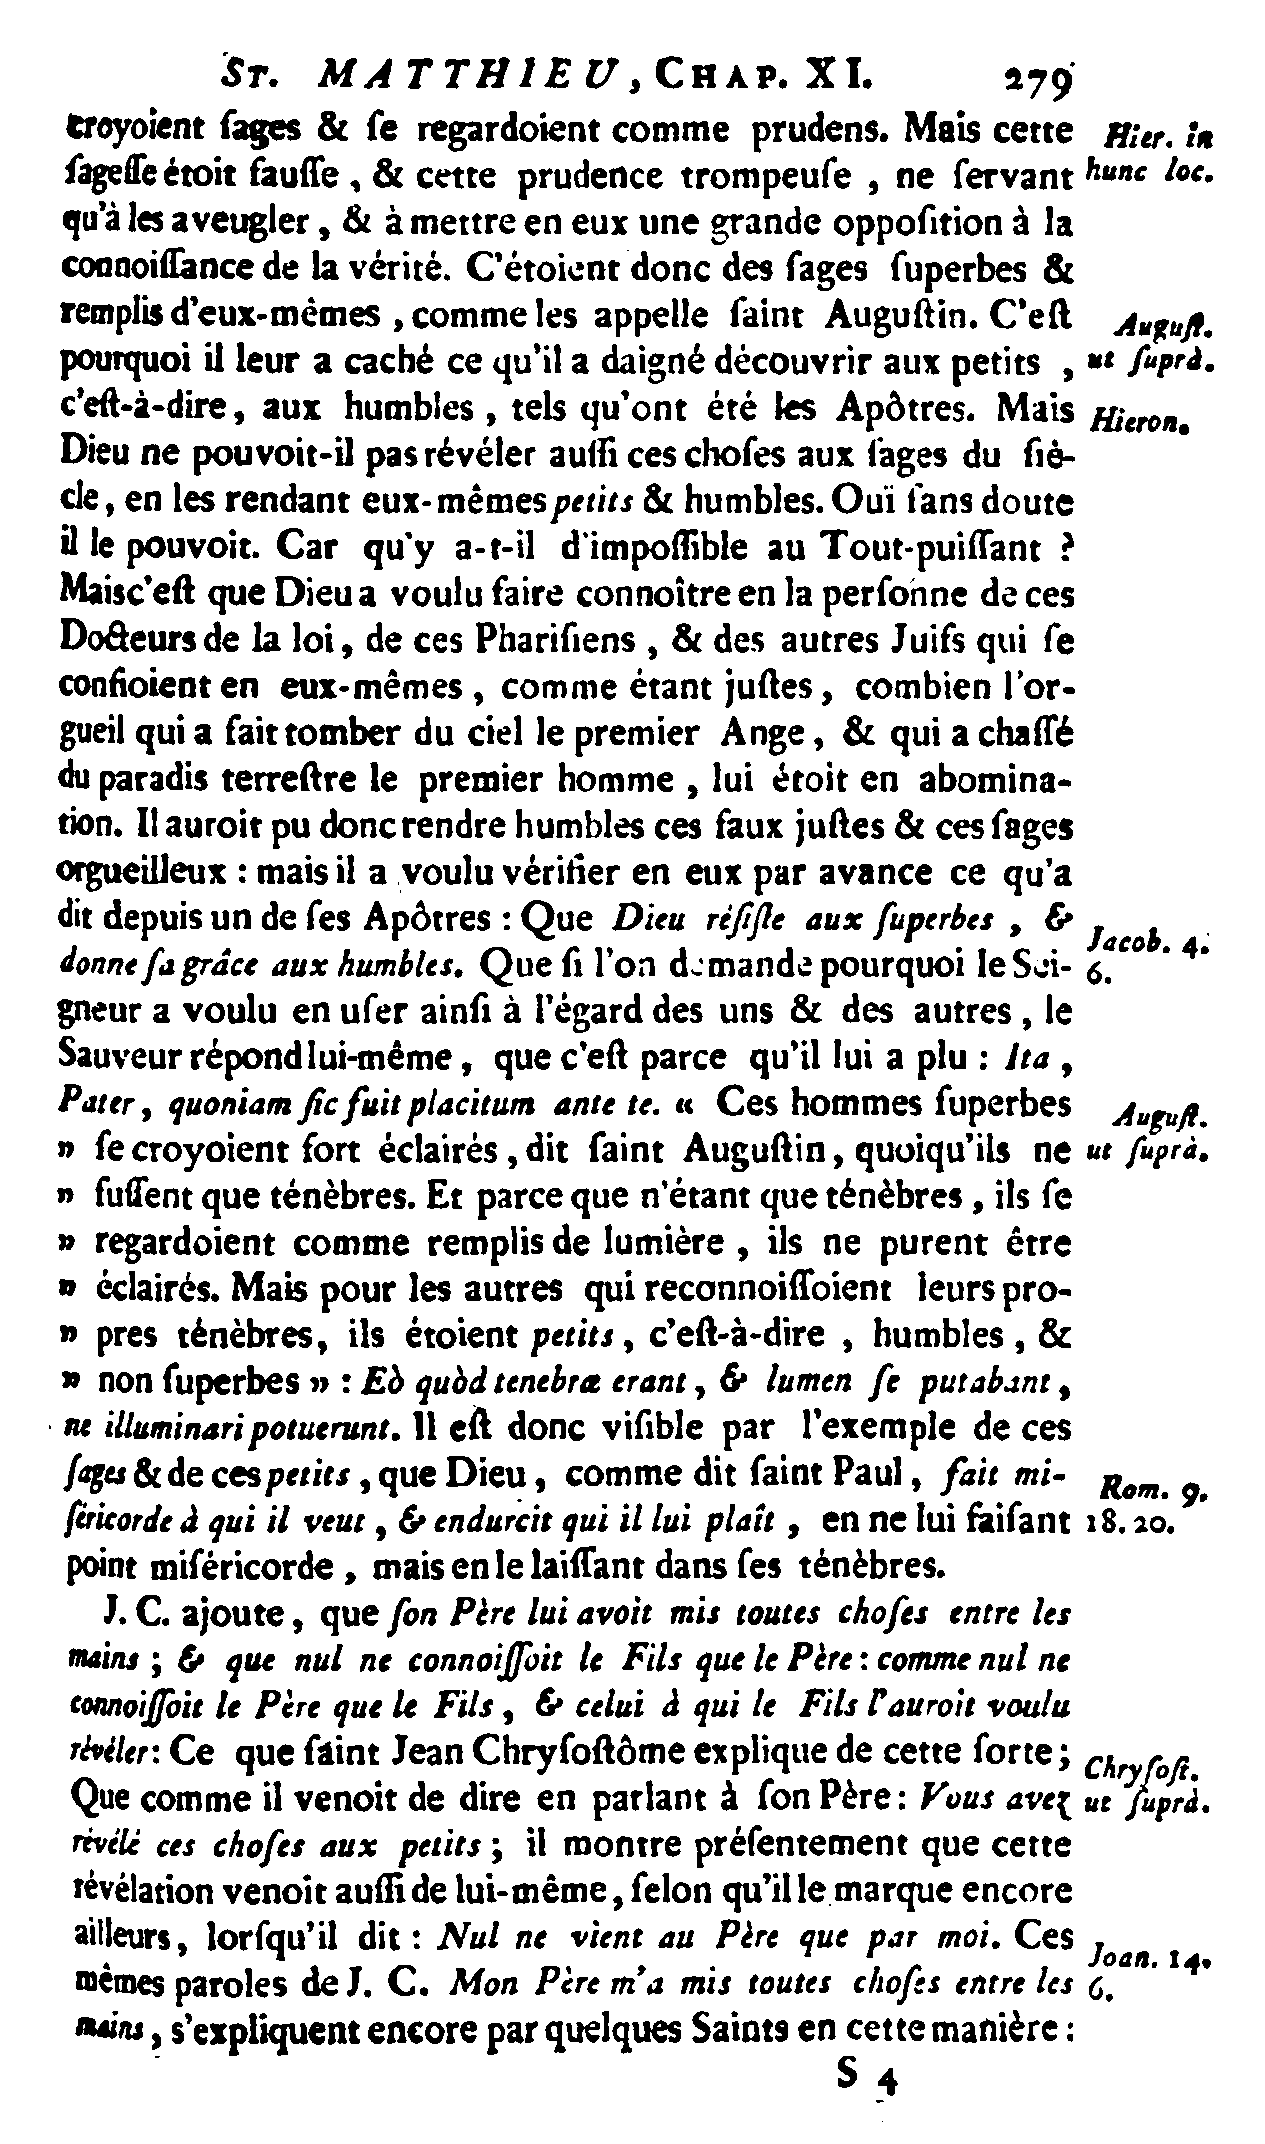 ST. MATTHIEU, CHAP. XI. 279
croyoient ſages & ſe regardoient comme prudens. Mais cette Hier. in
ſageſſe étoit fauſſe, & cette prudence trompeuſe, ne ſervant hunc loc.
qu'à les aveugler, & à mettre en eux une grande oppoſition à la
connoiſſance de la vérité. C'étoient donc des ſages ſuperbes &
remplis d'eux-mêmes, comme les appelle ſaint Auguſtin. C'eſt Auguſt.
pourquoi il leur a caché ce qu'il a daigné découvrir aux petits, ut ſuprà.
c'eſt-à-dire, aux humbles, tels qu'ont été les Apôtres. Mais Hieron.
Dieu ne pouvoit-il pas révéler auſſi ces choſes aux ſages du ſiè-
cle, en les rendant eux-mêmes petits & humbles. Ouï ſans doute
il le pouvoit. Car qu'y a-t-il d'impoſſible au Tout-puiſſant ?
Mais c'eſt que Dieu a voulu faire connoître en la perſonne de ces
Docteurs de la loi, de ces Phariſiens, & des autres Juifs qui ſe
confioient en eux-mêmes, comme étant juſtes, combien l'or-
gueil qui a fait tomber du ciel le premier Ange, & qui a chaſſé
du paradis terreſtre le premier homme, lui étoit en abomina-
tion. Il auroit pu donc rendre humbles ces faux juſtes & ces ſages
orgueilleux : mais il a voulu vérifier en eux par avance ce qu'a
dit depuis un de ſes Apôtres : Que Dieu réſiſte aux ſuperbes, & Jacob. 4.
donne ſa grâce aux humbles. Que ſi l'on demande pourquoi le Sei- 6.
gneur a voulu en uſer ainſi à l'égard des uns & des autres, le
Sauveur répond lui-même, que c'eſt parce qu'il lui a plu : Ita,
Pater, quoniam ſic fuit placitum ante te. « Ces hommes ſuperbes Auguſt.
» ſe croyoient fort éclairés, dit ſaint Auguſtin, quoiqu'ils ne ut ſuprà.
» fuſſent que ténèbres. Et parce que n'étant que ténèbres, ils ſe
» regardoient comme remplis de lumière, ils ne purent être
» éclairés. Mais pour les autres qui reconnoiſſoient leurs pro-
» pres ténèbres, ils étoient petits, c'eſt-à-dire, humbles, &
» non ſuperbes » : Eò quòd tenebræ erant, & lumen ſe putabant,
ne illuminari potuerunt. Il eſt donc viſible par l'exemple de ces
ſages & de ces petits, que Dieu, comme dit ſaint Paul, fait mi- Rom. 9.
ſéricorde à qui il veut, & endurcit qui il lui plaît, en ne lui faiſant 18. 20.
point miſéricorde, mais en le laiſſant dans ſes ténèbres.
J. C. ajoute, que ſon Père lui avoit mis toutes choſes entre les
mains ; & que nul ne connoiſſoit le Fils que le Père : comme nul ne
connoiſſoit le Père que le Fils, & celui à qui le Fils l'auroit voulu
révéler : Ce que ſaint Jean Chryſoſtôme explique de cette ſorte ; Chryſoſt.
Que comme il venoit de dire en parlant à ſon Père : Vous avez ut ſuprà.
révélé ces choſes aux petits ; il montre préſentement que cette
révélation venoit auſſi de lui-même, ſelon qu'il le marque encore
ailleurs, lorſqu'il dit : Nul ne vient au Père que par moi. Ces Joan. 14.
mêmes paroles de J. C. Mon Père m'a mis toutes choſes entre les 6.
mains, s'expliquent encore par quelques Saints en cette manière :
S 4